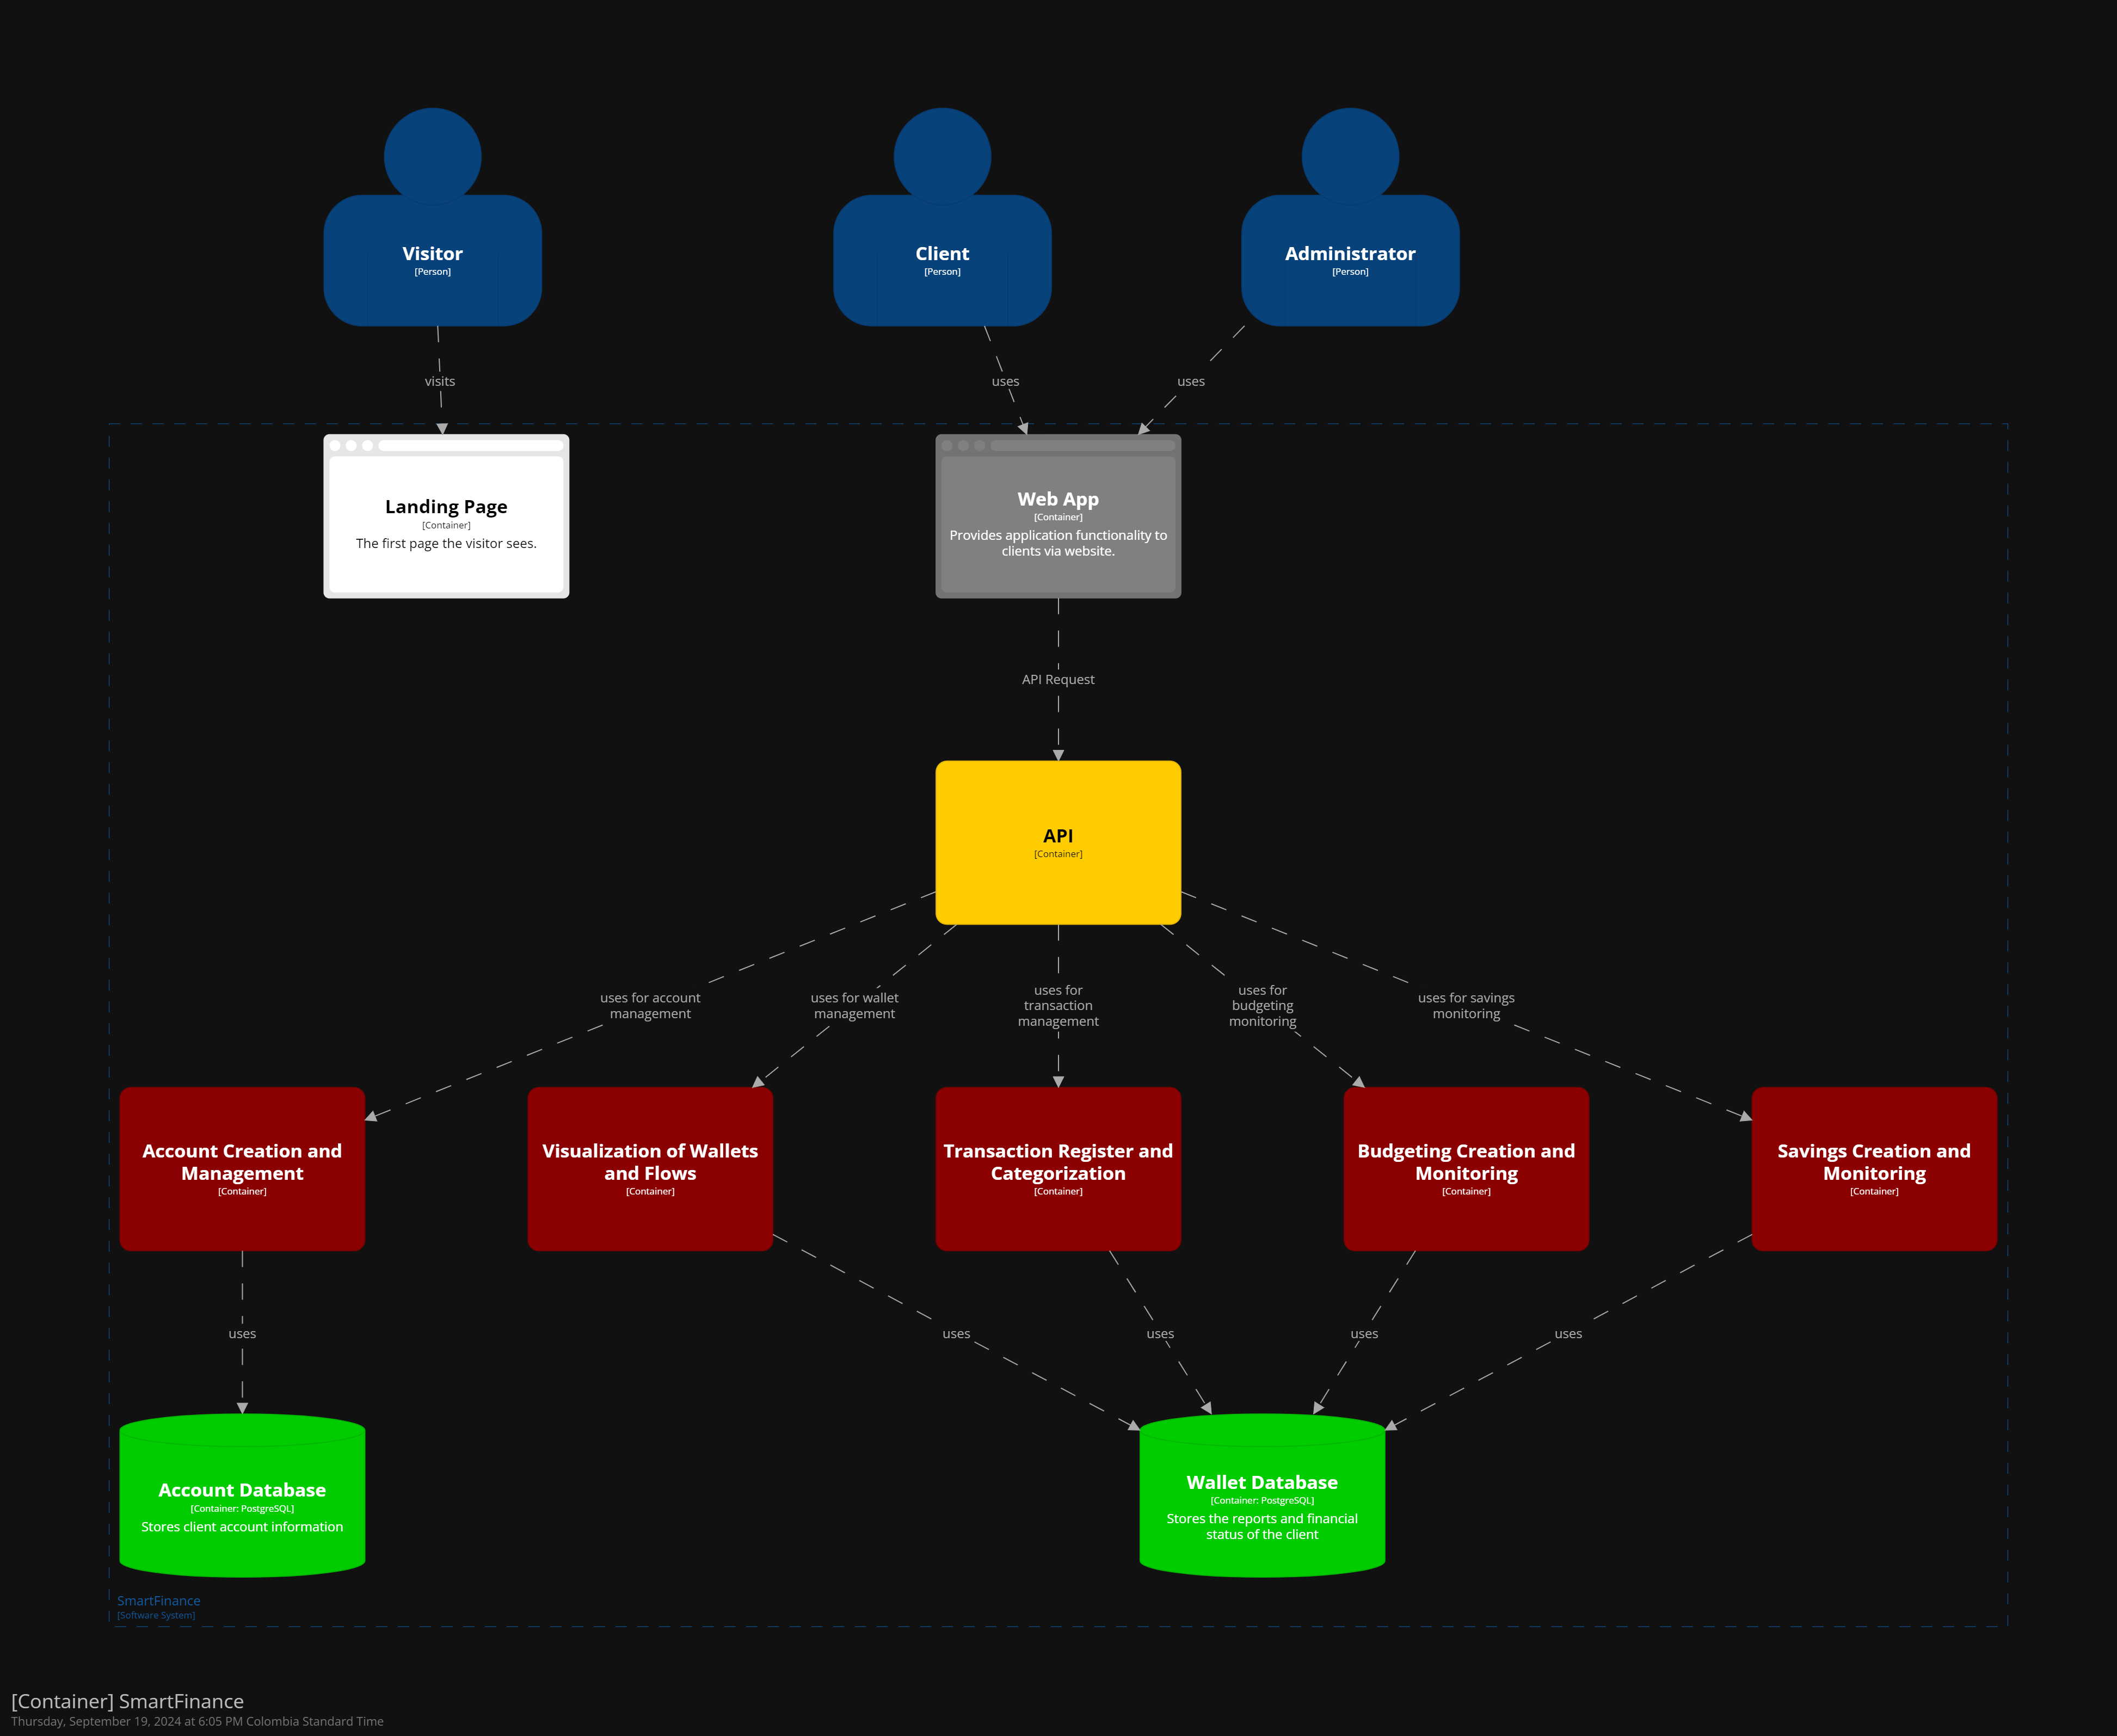 Visitor
[Person]
Client
[Person]
Administrator
[Person]
visits
uses
uses
Landing Page
[Container]
The first page the visitor sees.
Web App
[Container]
Provides application functionality to
clients via website.
API Request
API
[Container]
uses for account
management
uses for wallet
management
uses for
transaction
management
uses for
budgeting
monitoring
uses for savings
monitoring
Account Creation and
Management
[Container]
Visualization of Wallets
and Flows
[Container]
Transaction Register and
Categorization
[Container]
Budgeting Creation and
Monitoring
[Container]
Savings Creation and
Monitoring
[Container]
uses
uses
uses
uses
uses
Account Database
[Container: PostgreSQL]
Stores client account information
Wallet Database
[Container: PostgreSQL]
Stores the reports and financial
status of the client
SmartFinance
[Software System]
[Container] SmartFinance
Thursday, September 19, 2024 at 6:05 PM Colombia Standard Time